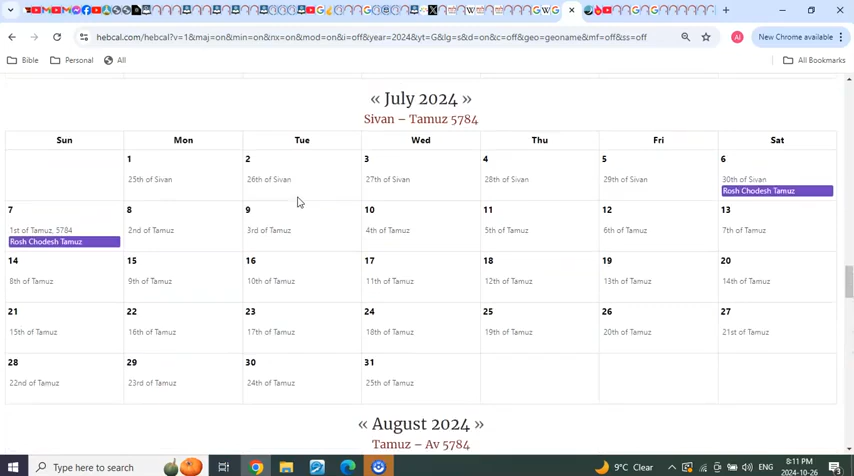 hebcal.com/hebcal?v=1&maj=on&min=on&nx=on&mod=on&i=off&year=2024&yt=G&lg=s&d=on&c=off&geo=geoname&mf=off&ss=off
New Chrome available
Bible
Personal
All
All Bookmarks
« July 2024 »
Sivan – Tamuz 5784
Sun Mon Tue Wed Thu Fri Sat
1 2 3 4 5 6
25th of Sivan 26th of Sivan 27th of Sivan 28th of Sivan 29th of Sivan 30th of Sivan
Rosh Chodesh Tamuz
7 8 9 10 11 12 13
1st of Tamuz, 5784 2nd of Tamuz 3rd of Tamuz 4th of Tamuz 5th of Tamuz 6th of Tamuz 7th of Tamuz
Rosh Chodesh Tamuz
14 15 16 17 18 19 20
8th of Tamuz 9th of Tamuz 10th of Tamuz 11th of Tamuz 12th of Tamuz 13th of Tamuz 14th of Tamuz
21 22 23 24 25 26 27
15th of Tamuz 16th of Tamuz 17th of Tamuz 18th of Tamuz 19th of Tamuz 20th of Tamuz 21st of Tamuz
28 29 30 31
22nd of Tamuz 23rd of Tamuz 24th of Tamuz 25th of Tamuz
« August 2024 »
Tamuz – Av 5784
Type here to search
9°C Clear
ENG
8:11 PM
2024-10-26